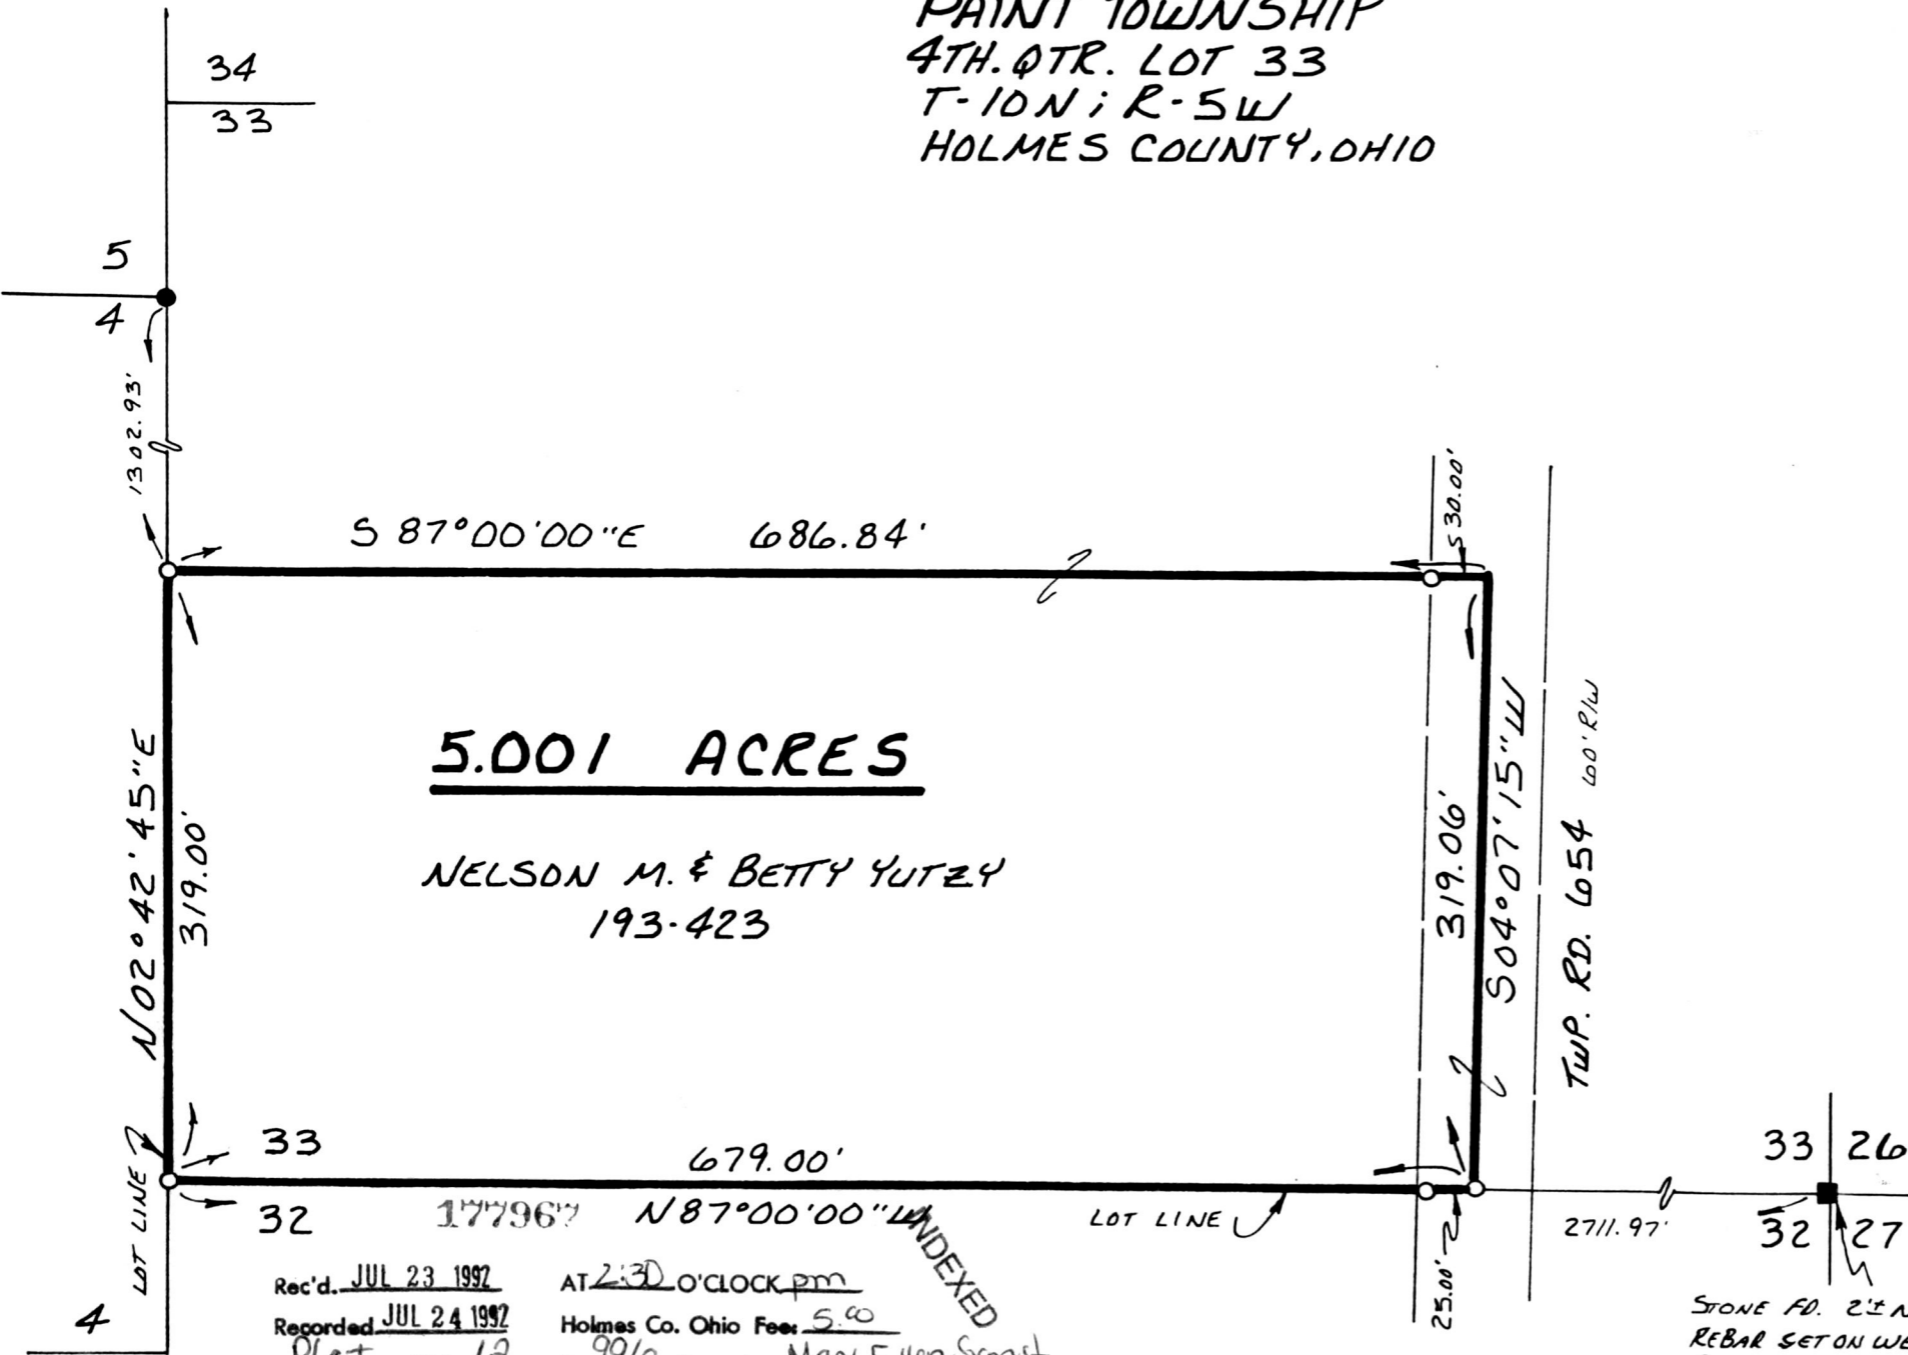 PAINT TOWNSHIP
4TH. QTR. LOT 33
T-10N; R-5W
HOLMES COUNTY, OHIO
34
33
5
4
1302.93'
S 87°00'00"E 686.84'
30.00'
5.001 ACRES
NELSON M. & BETTY YUTZY
193-423
N02°42'45"E
319.00'
319.06'
S04°07'15"W
TWP. RD. 654 60' R/W
LOT LINE
33
32
679.00'
N87°00'00"W
LOT LINE
25.00'
2711.97'
33 26
32 27
STONE FD. 2'± N
REBAR SET ON WE
177967
INDEXED
Rec'd. JUL 23 1992 AT 2:30 O'CLOCK pm
Recorded JUL 24 1992 Holmes Co. Ohio Fee: 5.00
Plat 12
4